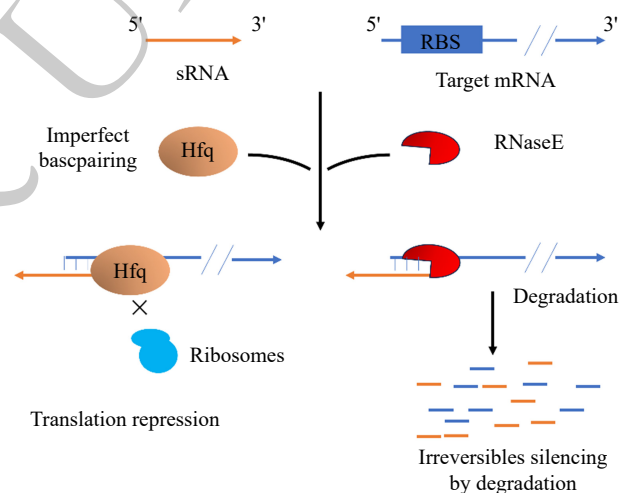 5' 3' 5' 3'
RBS
sRNA
Target mRNA
Imperfect
bascpairing
Hfq
RNaseE
Hfq
Degradation
Ribosomes
Translation repression
Irreversibles silencing
by degradation